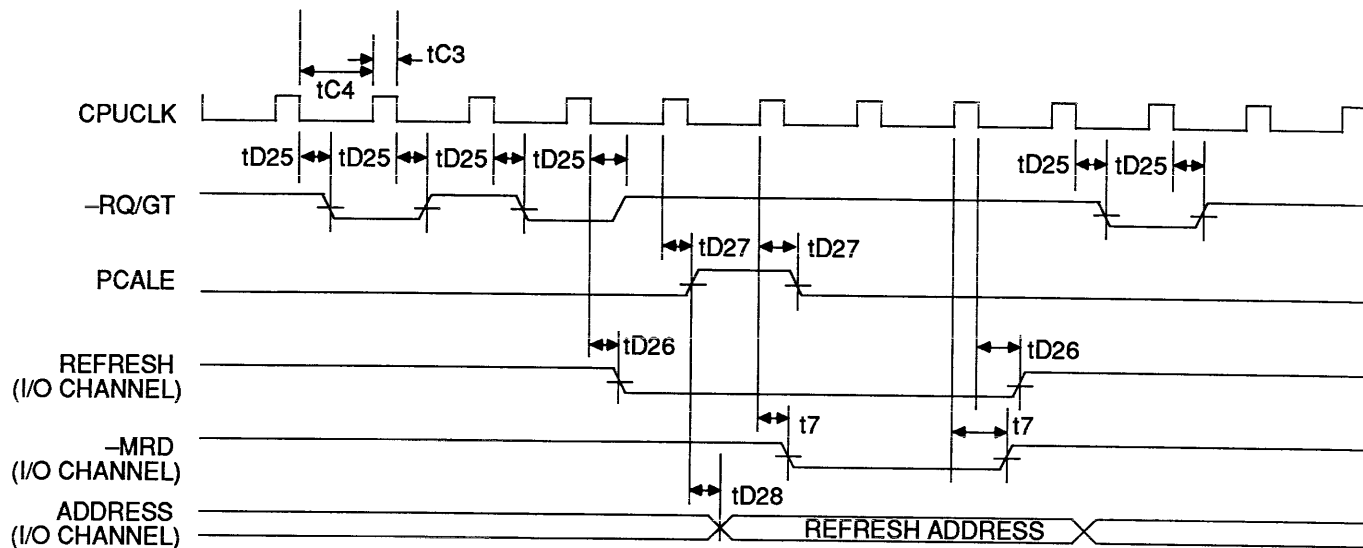 tC3
tC4
CPUCLK
tD25 tD25 tD25 tD25 tD25 tD25
–RQ/GT
tD27 tD27
PCALE
tD26 tD26
REFRESH
(I/O CHANNEL)
t7 t7
–MRD
(I/O CHANNEL)
tD28
ADDRESS
(I/O CHANNEL)
REFRESH ADDRESS